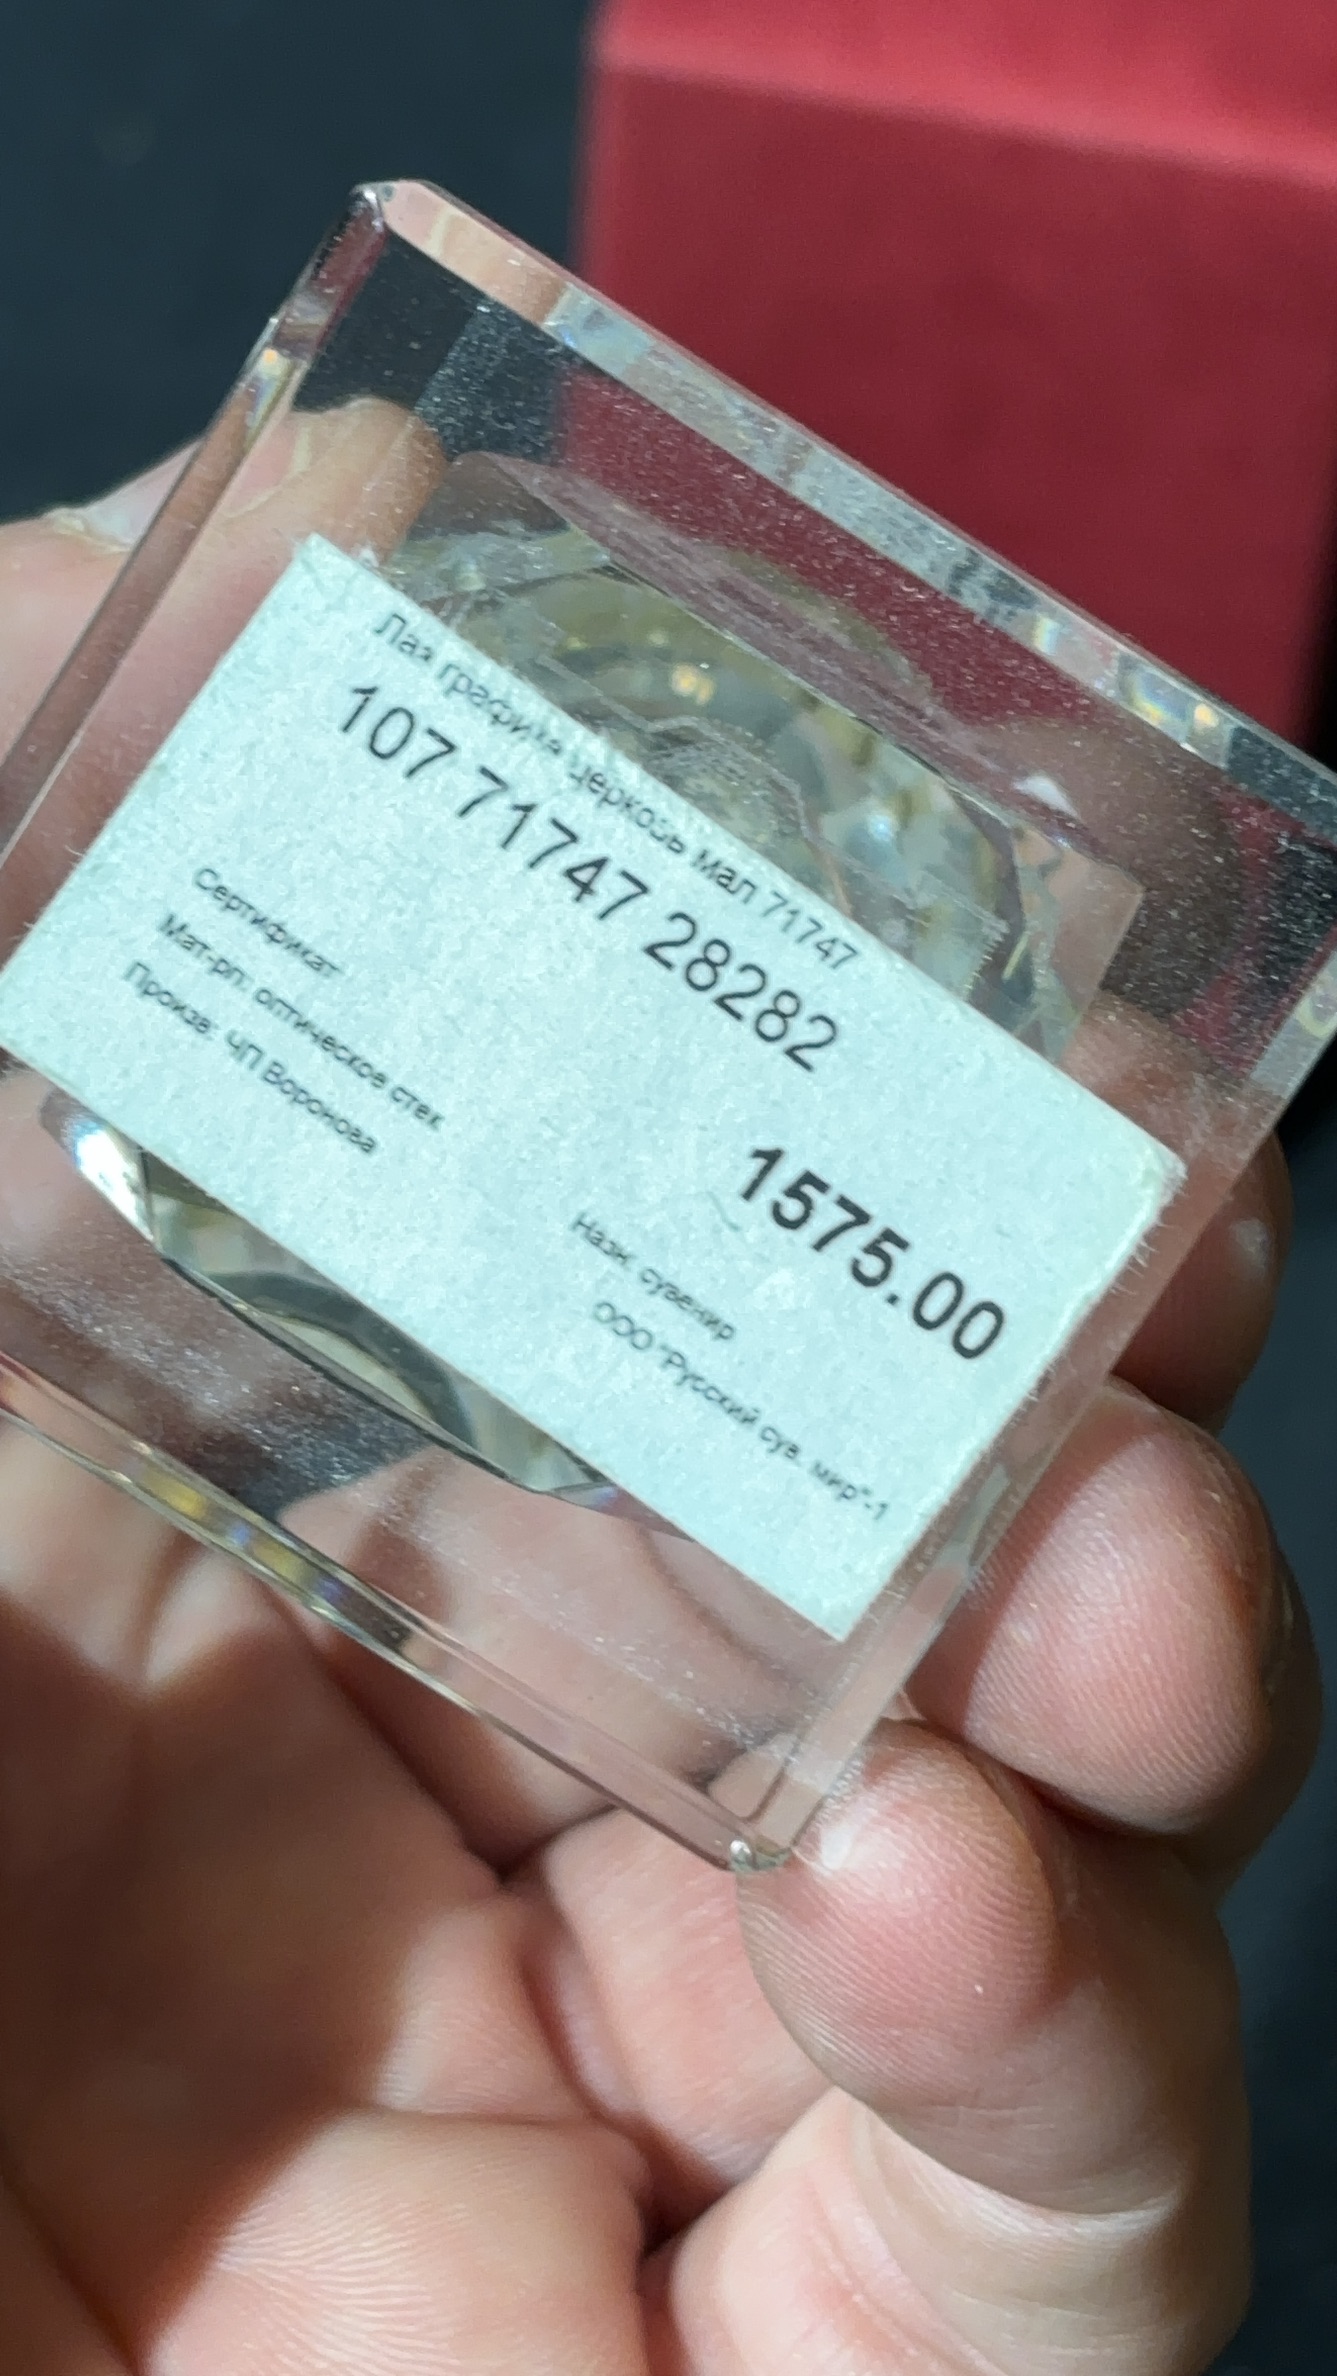 Лаз графика церковь мал 71747
107 71747 28282
1575.00
Сертификат
Мат-рл: оптическое стек
Произв: ЧП Воронова
Назн: сувенир
ООО "Русский сув. мир"-1